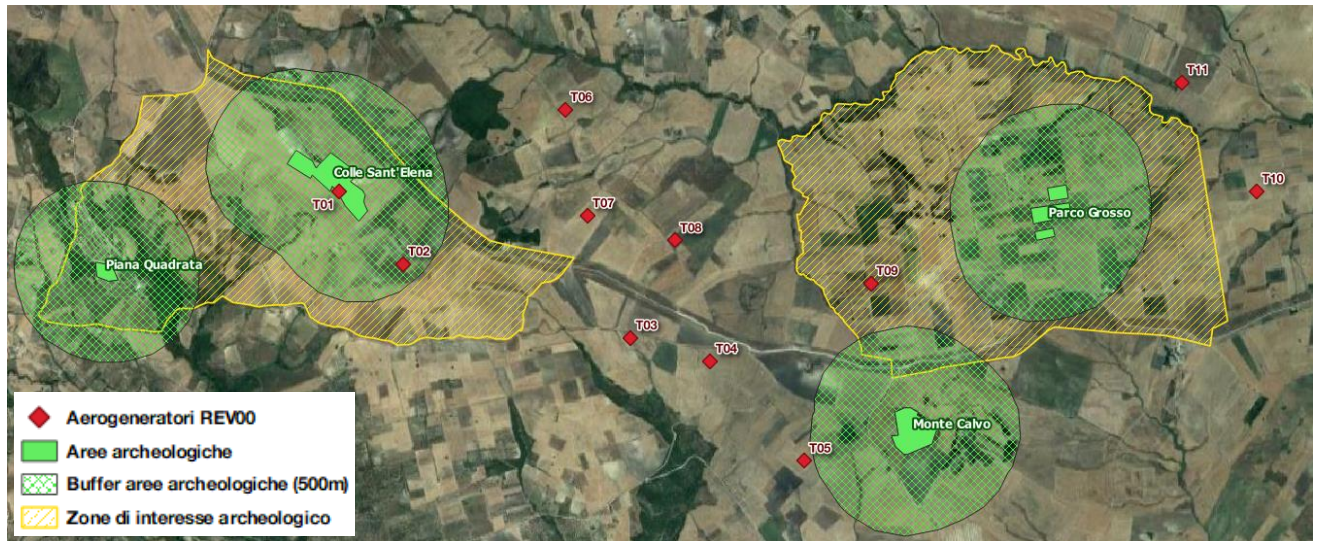 T11
T06
Colle Sant'Elena
T01
T10
Parco Grosso
T07
T08
T02
Piana Quadrata
T09
T03
T04
Aerogeneratori REV00
Monte Calvo
Aree archeologiche
T05
Buffer aree archeologiche (500m)
Zone di interesse archeologico